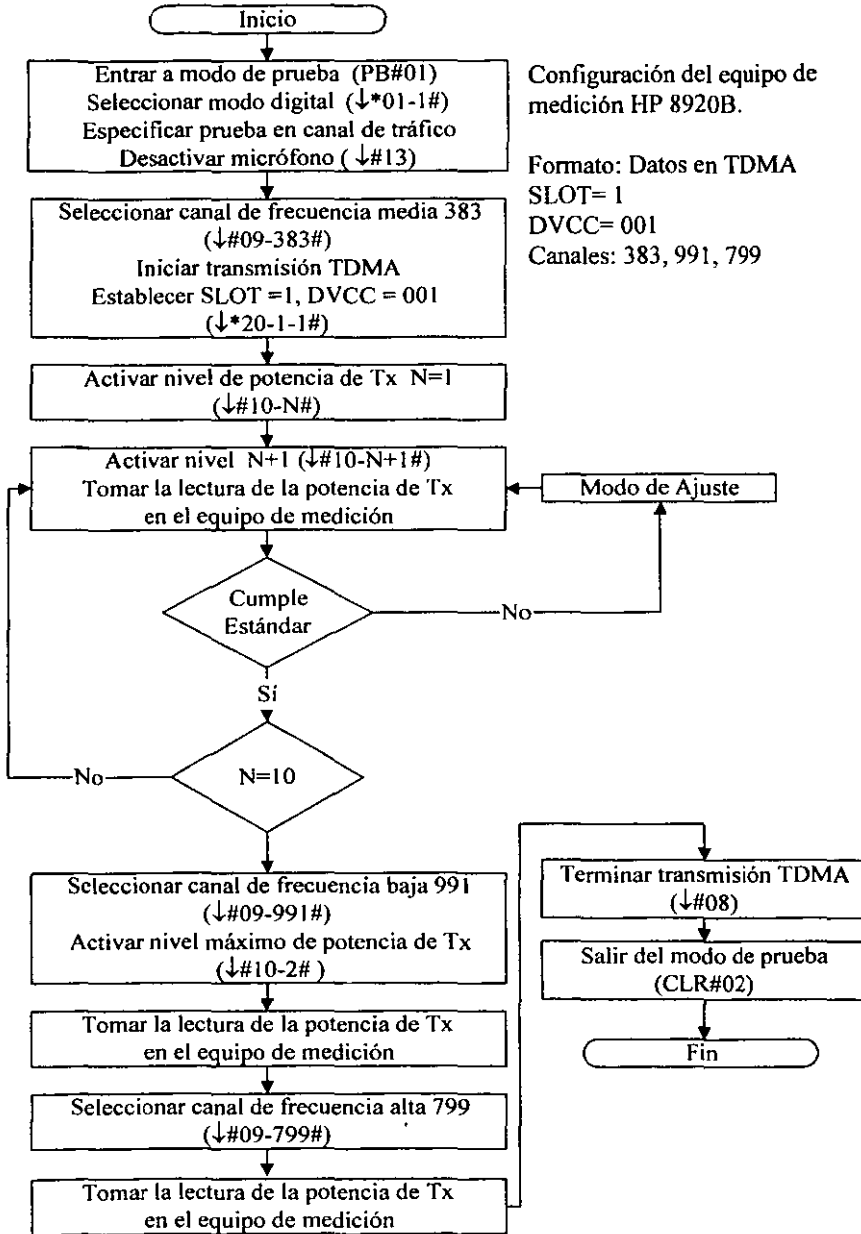 Inicio
Entrar a modo de prueba (PB#01)
Seleccionar modo digital (↓*01-1#)
Especificar prueba en canal de tráfico
Desactivar micrófono (↓#13)
Configuración del equipo de
medición HP 8920B.
Formato: Datos en TDMA
SLOT= 1
DVCC= 001
Canales: 383, 991, 799
Seleccionar canal de frecuencia media 383
(↓#09-383#)
Iniciar transmisión TDMA
Establecer SLOT =1, DVCC = 001
(↓*20-1-1#)
Activar nivel de potencia de Tx N=1
(↓#10-N#)
Activar nivel N+1 (↓#10-N+1#)
Tomar la lectura de la potencia de Tx
en el equipo de medición
Modo de Ajuste
Cumple
Estándar
No
Sí
N=10
No
Seleccionar canal de frecuencia baja 991
(↓#09-991#)
Activar nivel máximo de potencia de Tx
(↓#10-2# )
Tomar la lectura de la potencia de Tx
en el equipo de medición
Seleccionar canal de frecuencia alta 799
(↓#09-799#)
Tomar la lectura de la potencia de Tx
en el equipo de medición
Terminar transmisión TDMA
(↓#08)
Salir del modo de prueba
(CLR#02)
Fin